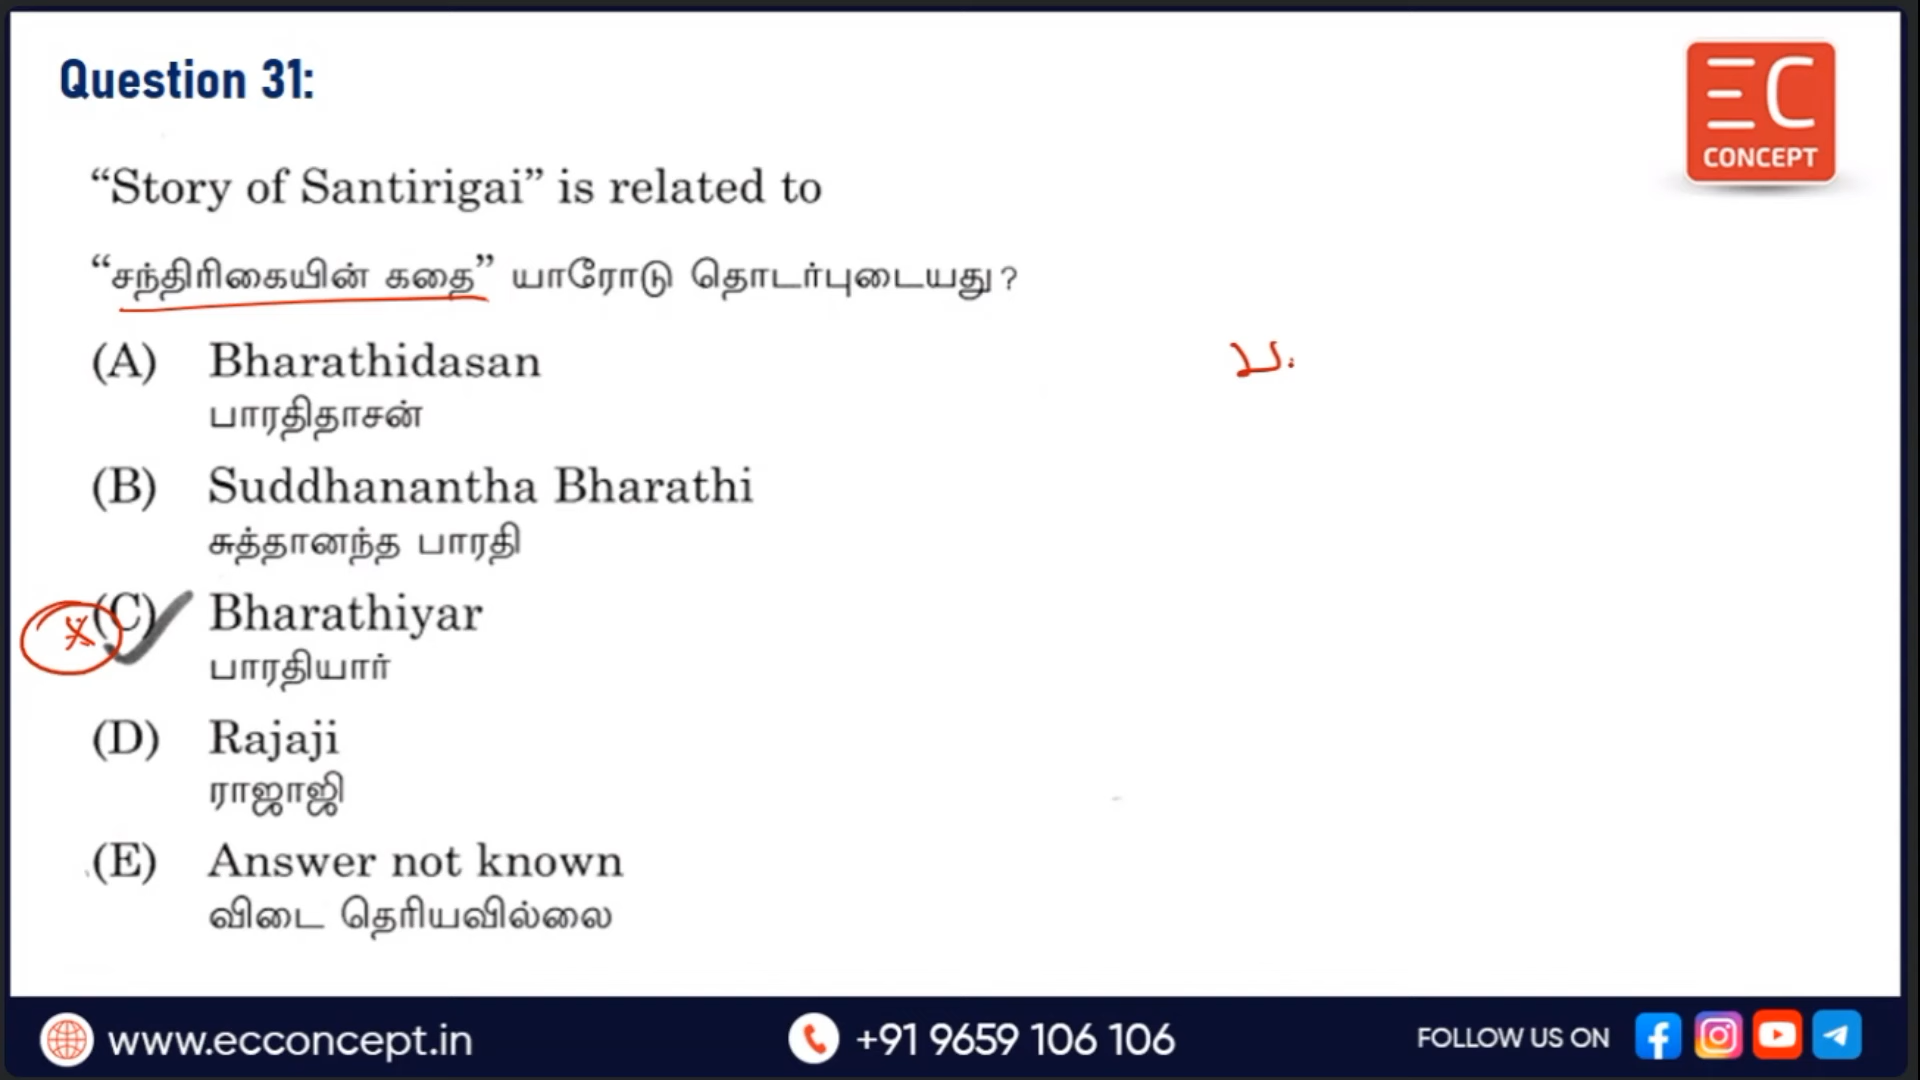 Question 31:
EC
CONCEPT
“Story of Santirigai” is related to
“சந்திரிகையின் கதை” யாரோடு தொடர்புடையது?
(A) Bharathidasan
பாரதிதாசன்
(B) Suddhanantha Bharathi
சுத்தானந்த பாரதி
(C) Bharathiyar
பாரதியார்
(D) Rajaji
ராஜாஜி
(E) Answer not known
விடை தெரியவில்லை
www.ecconcept.in
+91 9659 106 106
FOLLOW US ON